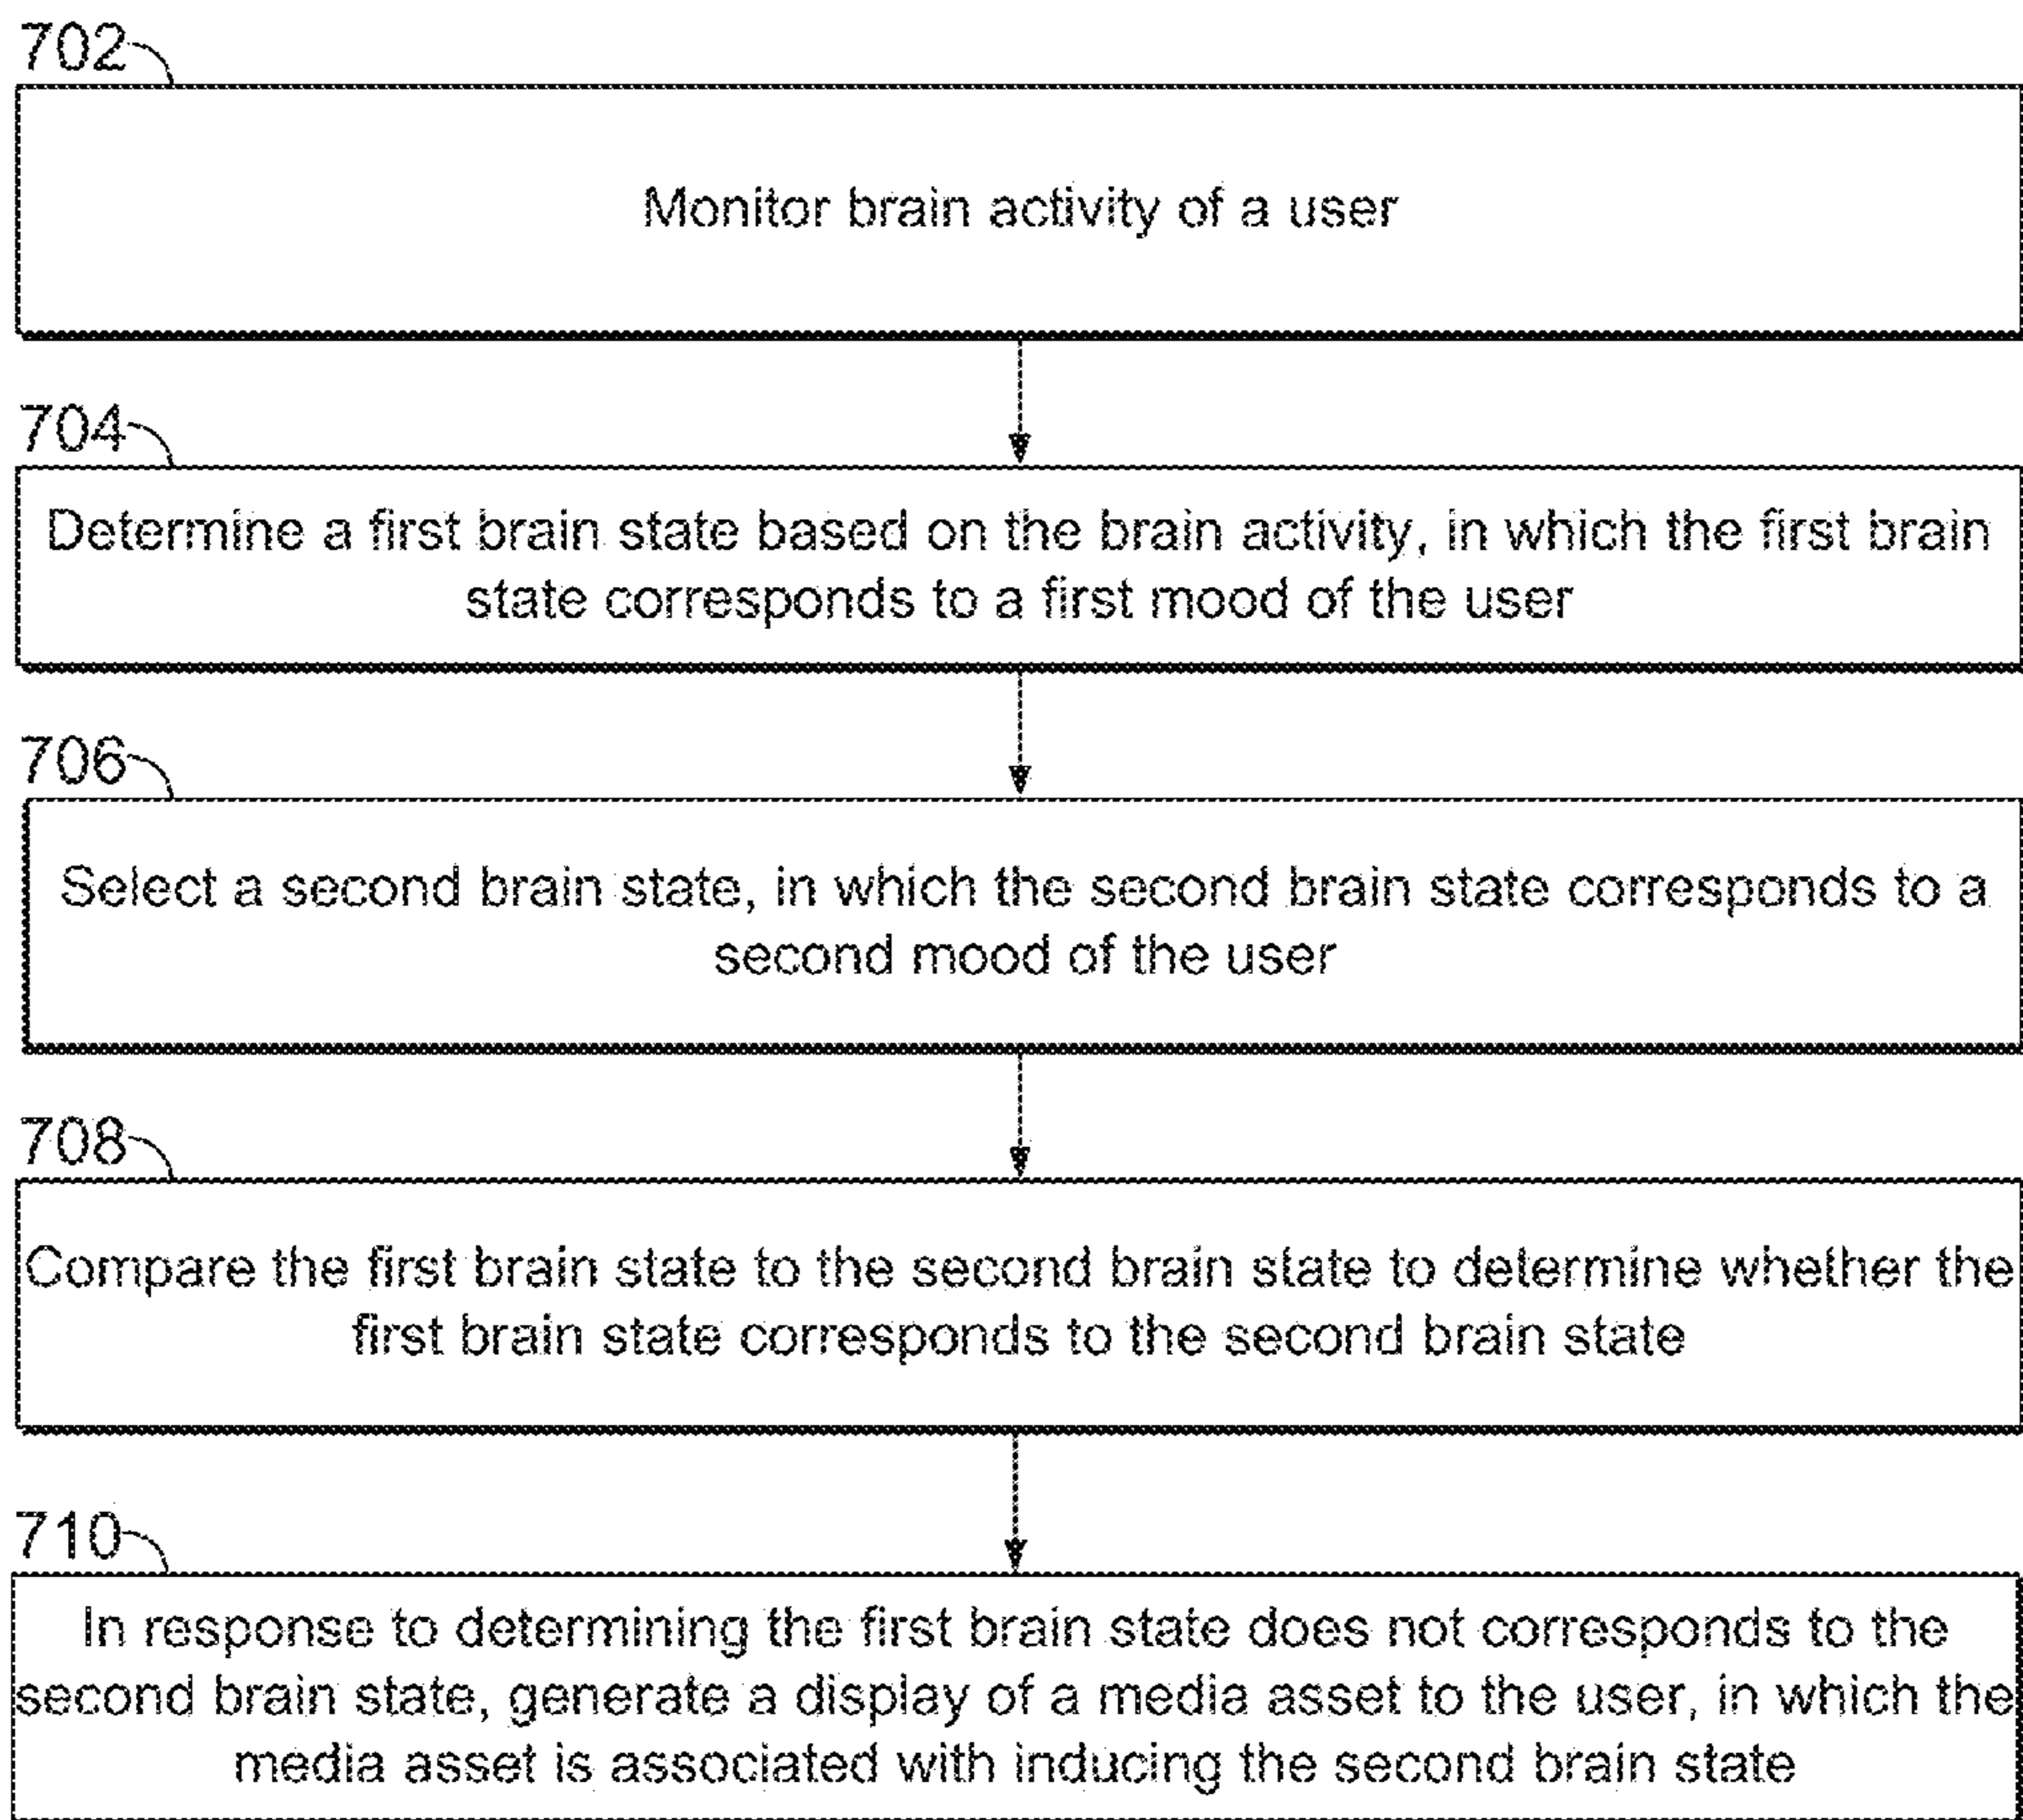 702
Monitor brain activity of a user
704
Determine a first brain state based on the brain activity, in which the first brain
state corresponds to a first mood of the user
706
Select a second brain state, in which the second brain state corresponds to a
second mood of the user
708
Compare the first brain state to the second brain state to determine whether the
first brain state corresponds to the second brain state
710
In response to determining the first brain state does not corresponds to the
second brain state, generate a display of a media asset to the user, in which the
media asset is associated with inducing the second brain state